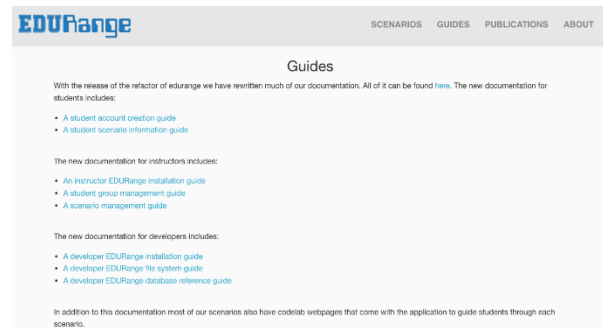 EDURange
SCENARIOS GUIDES PUBLICATIONS ABOUT
Guides
With the release of the refactor of edurange we have rewritten much of our documentation. All of it can be found here. The new documentation for
students includes:
• A student account creation guide
• A student scenario information guide
The new documentation for instructors includes:
• An instructor EDURange installation guide
• A student group management guide
• A scenario management guide
The new documentation for developers includes:
• A developer EDURange installation guide
• A developer EDURange file system guide
• A developer EDURange database reference guide
In addition to this documentation most of our scenarios also have codelab webpages that come with the application to guide students through each
scenario.